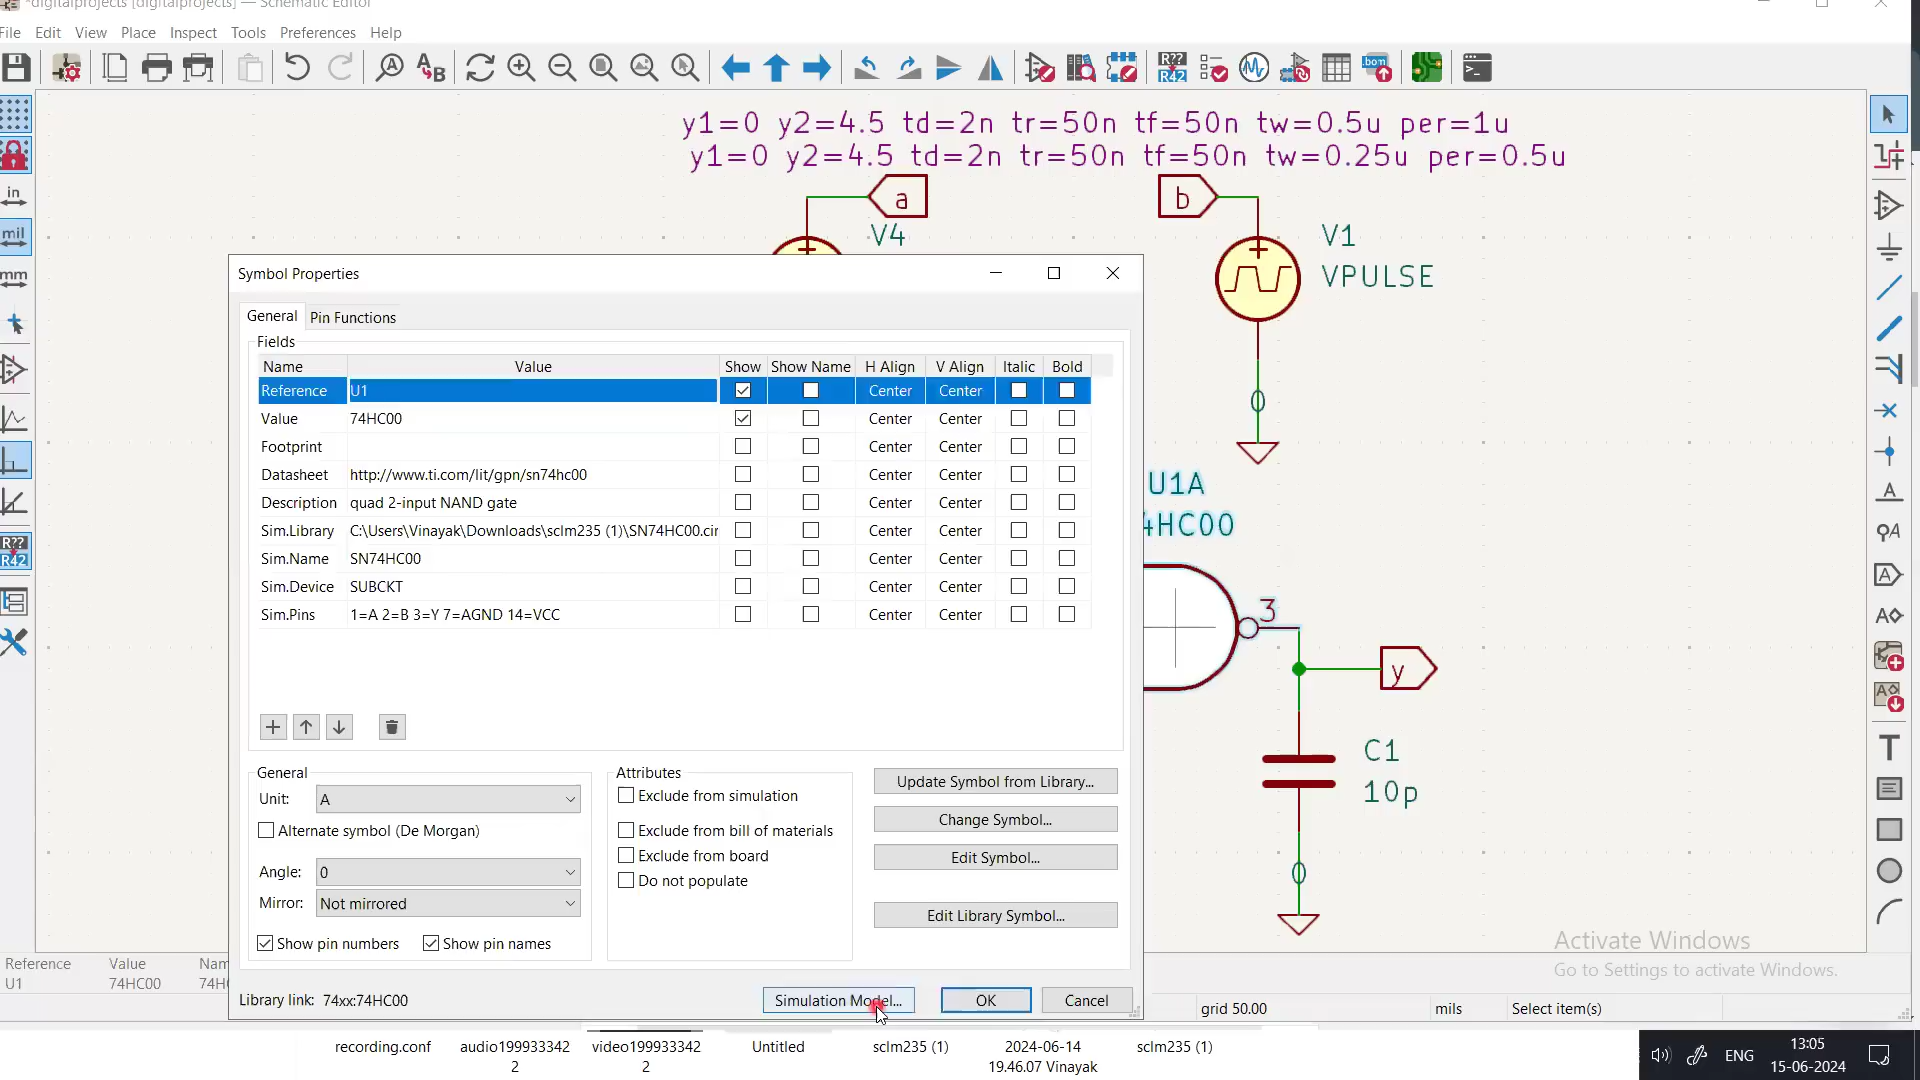 *digitalprojects [digitalprojects] — Schematic Editor
File Edit View Place Inspect Tools Preferences Help
y1=0 y2=4.5 td=2n tr=50n tf=50n tw=0.5u per=1u
y1=0 y2=4.5 td=2n tr=50n tf=50n tw=0.25u per=0.5u
a
b
V4
V1
VPULSE
0
in
mil
mm
R??
R42
R??
R42
.bom
Symbol Properties
General Pin Functions
Fields
Name Value Show Show Name H Align V Align Italic Bold
Reference U1 Center Center
Value 74HC00 Center Center
Footprint Center Center
Datasheet http://www.ti.com/lit/gpn/sn74hc00 Center Center
Description quad 2-input NAND gate Center Center
Sim.Library C:\Users\Vinayak\Downloads\sclm235 (1)\SN74HC00.cir Center Center
Sim.Name SN74HC00 Center Center
Sim.Device SUBCKT Center Center
Sim.Pins 1=A 2=B 3=Y 7=AGND 14=VCC Center Center
General
Unit: A
Alternate symbol (De Morgan)
Angle: 0
Mirror: Not mirrored
Show pin numbers Show pin names
Attributes
Exclude from simulation
Exclude from bill of materials
Exclude from board
Do not populate
Update Symbol from Library...
Change Symbol...
Edit Symbol...
Edit Library Symbol...
Library link: 74xx:74HC00
Simulation Model... OK Cancel
U1A
4HC00
3
y
C1
10p
0
Activate Windows
Go to Settings to activate Windows.
Reference Value Nam
U1 74HC00 74H
grid 50.00 mils Select item(s)
recording.conf
audio199933342
2
video199933342
2
Untitled
sclm235 (1)
2024-06-14
19.46.07 Vinayak
sclm235 (1)
ENG
13:05
15-06-2024